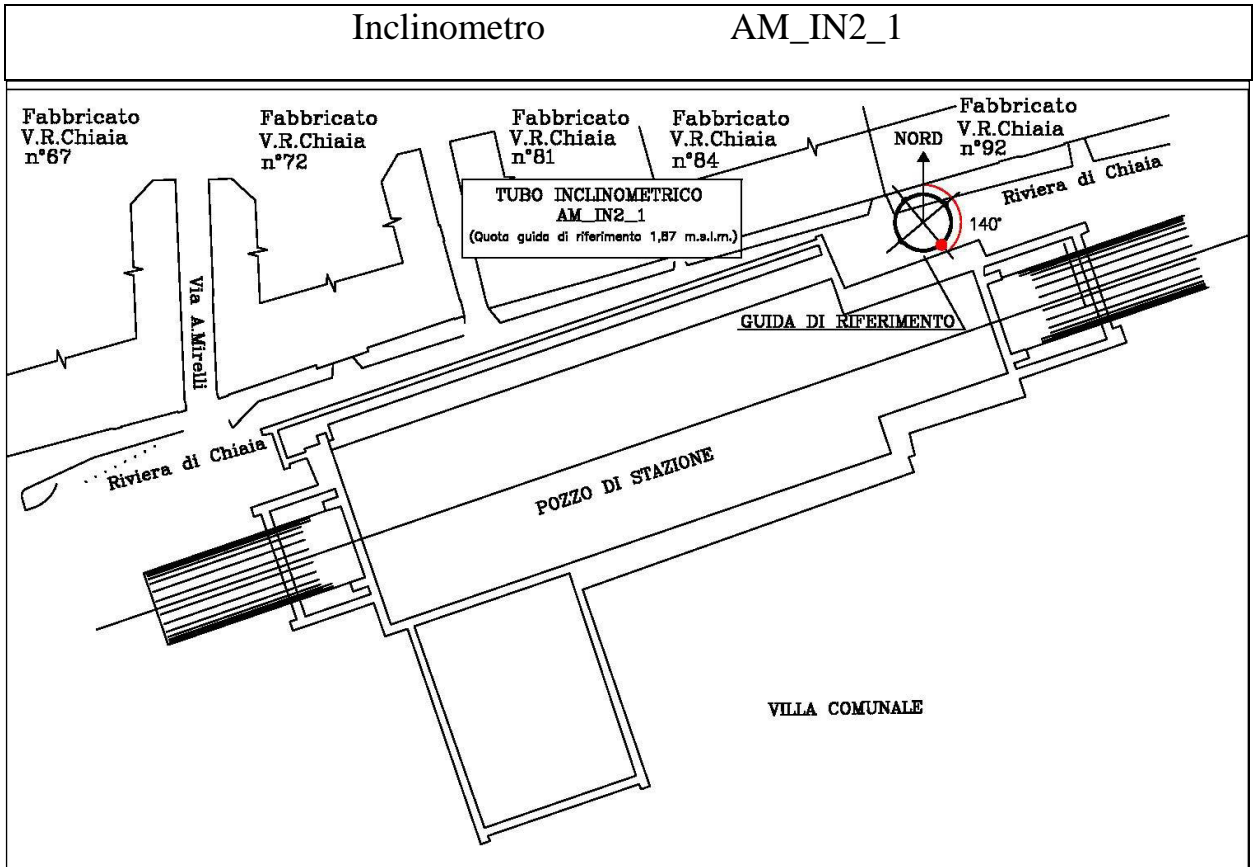 Inclinometro AM_IN2_1
Fabbricato
V.R.Chiaia
n°67
Fabbricato
V.R.Chiaia
n°72
Fabbricato
V.R.Chiaia
n°81
Fabbricato
V.R.Chiaia
n°84
Fabbricato
V.R.Chiaia
n°92
NORD
TUBO INCLINOMETRICO
AM_IN2_1
(Quota guida di riferimento 1,87 m.s.l.m.)
140°
Riviera di Chiaia
GUIDA DI RIFERIMENTO
Via A.Mirelli
Riviera di Chiaia
POZZO DI STAZIONE
VILLA COMUNALE